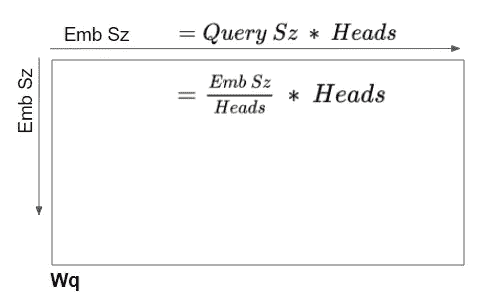 Emb Sz = Query Sz * Heads
Emb Sz
= Emb Sz / Heads * Heads
Wq